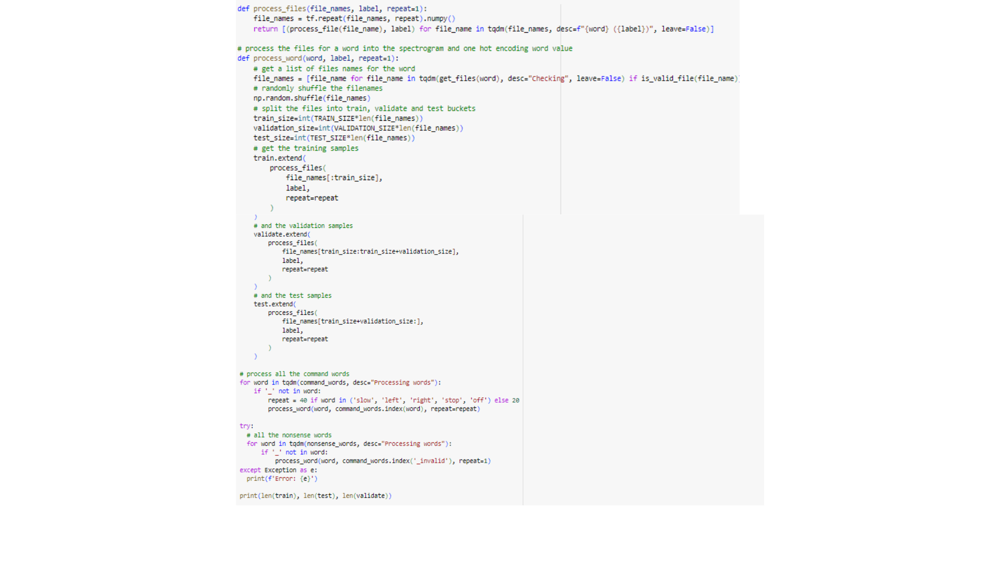 def process_files(file_names, label, repeat=1):
    file_names = tf.repeat(file_names, repeat).numpy()
    return [(process_file(file_name), label) for file_name in tqdm(file_names, desc=f"{word} ({label})", leave=False)]

# process the files for a word into the spectrogram and one hot encoding word value
def process_word(word, label, repeat=1):
    # get a list of files names for the word
    file_names = [file_name for file_name in tqdm(get_files(word), desc="Checking", leave=False) if is_valid_file(file_name)]
    # randomly shuffle the filenames
    np.random.shuffle(file_names)
    # split the files into train, validate and test buckets
    train_size=int(TRAIN_SIZE*len(file_names))
    validation_size=int(VALIDATION_SIZE*len(file_names))
    test_size=int(TEST_SIZE*len(file_names))
    # get the training samples
    train.extend(
        process_files(
            file_names[:train_size],
            label,
            repeat=repeat
        )
    )
    # and the validation samples
    validate.extend(
        process_files(
            file_names[train_size:train_size+validation_size],
            label,
            repeat=repeat
        )
    )
    # and the test samples
    test.extend(
        process_files(
            file_names[train_size+validation_size:],
            label,
            repeat=repeat
        )
    )

# process all the command words
for word in tqdm(command_words, desc="Processing words"):
    if '_' not in word:
        repeat = 40 if word in ('slow', 'left', 'right', 'stop', 'off') else 20
        process_word(word, command_words.index(word), repeat=repeat)

try:
  # all the nonsense words
  for word in tqdm(nonsense_words, desc="Processing words"):
      if '_' not in word:
          process_word(word, command_words.index('_invalid'), repeat=1)
except Exception as e:
  print(f'Error: {e}')

print(len(train), len(test), len(validate))